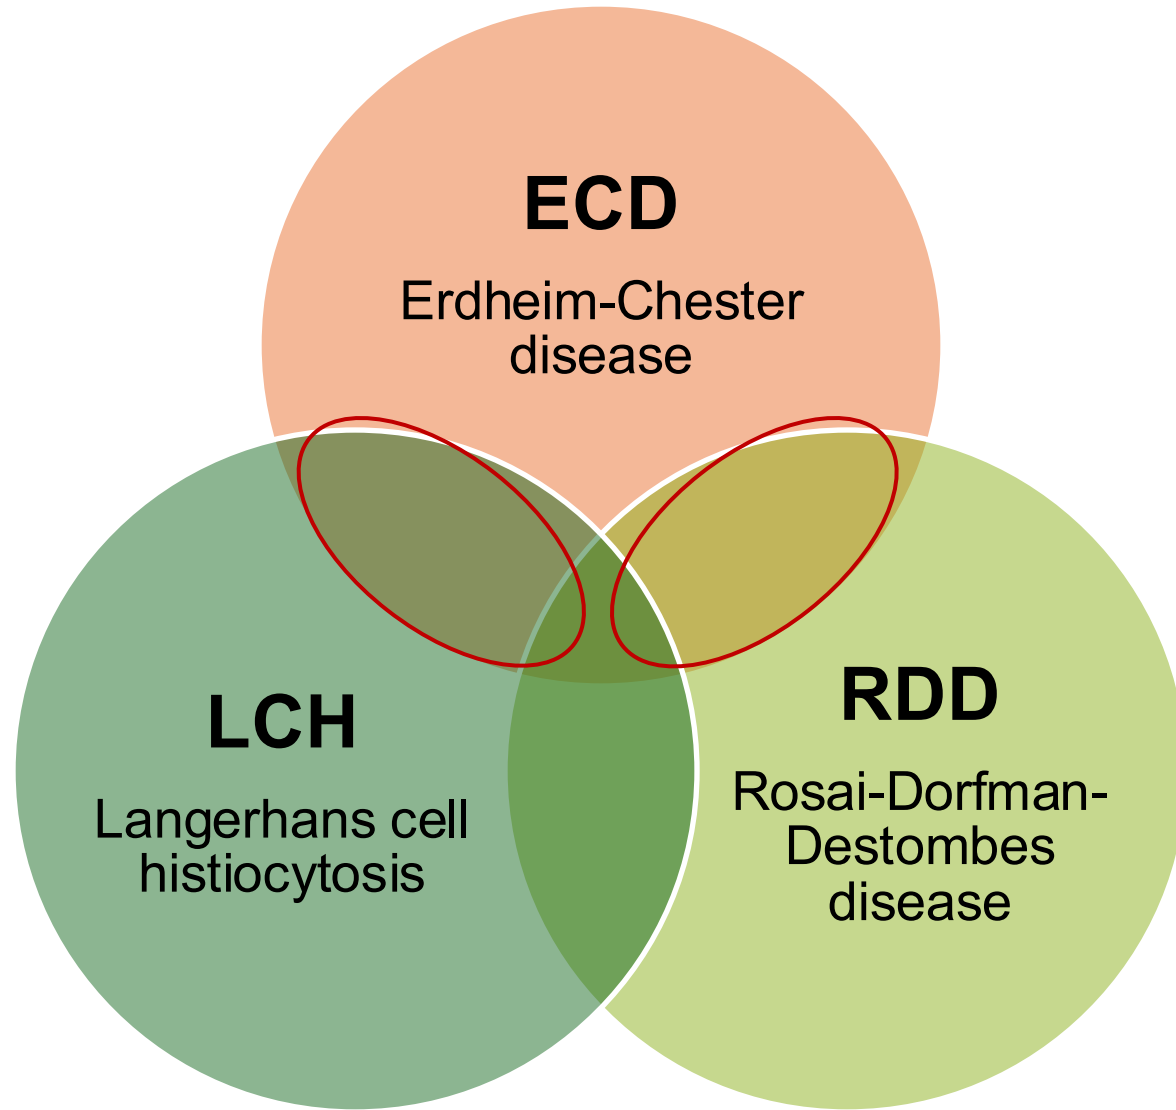 ECD
Erdheim-Chester
disease
LCH
Langerhans cell
histiocytosis
RDD
Rosai-Dorfman-
Destombes
disease